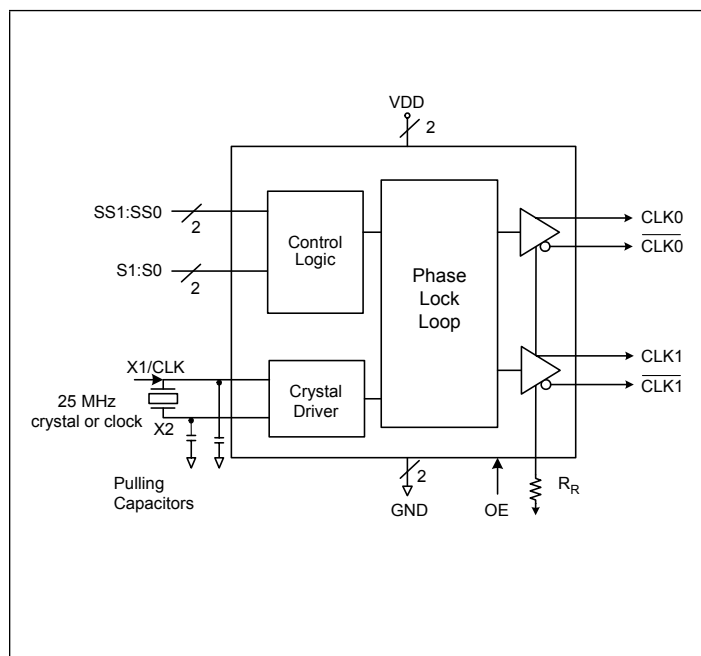 VDD
2
SS1:SS0
2
S1:S0
2
Control
Logic
Phase
Lock
Loop
CLK0
CLK0
CLK1
CLK1
X1/CLK
25 MHz
crystal or clock
X2
Crystal
Driver
Pulling
Capacitors
2
GND
OE
RR